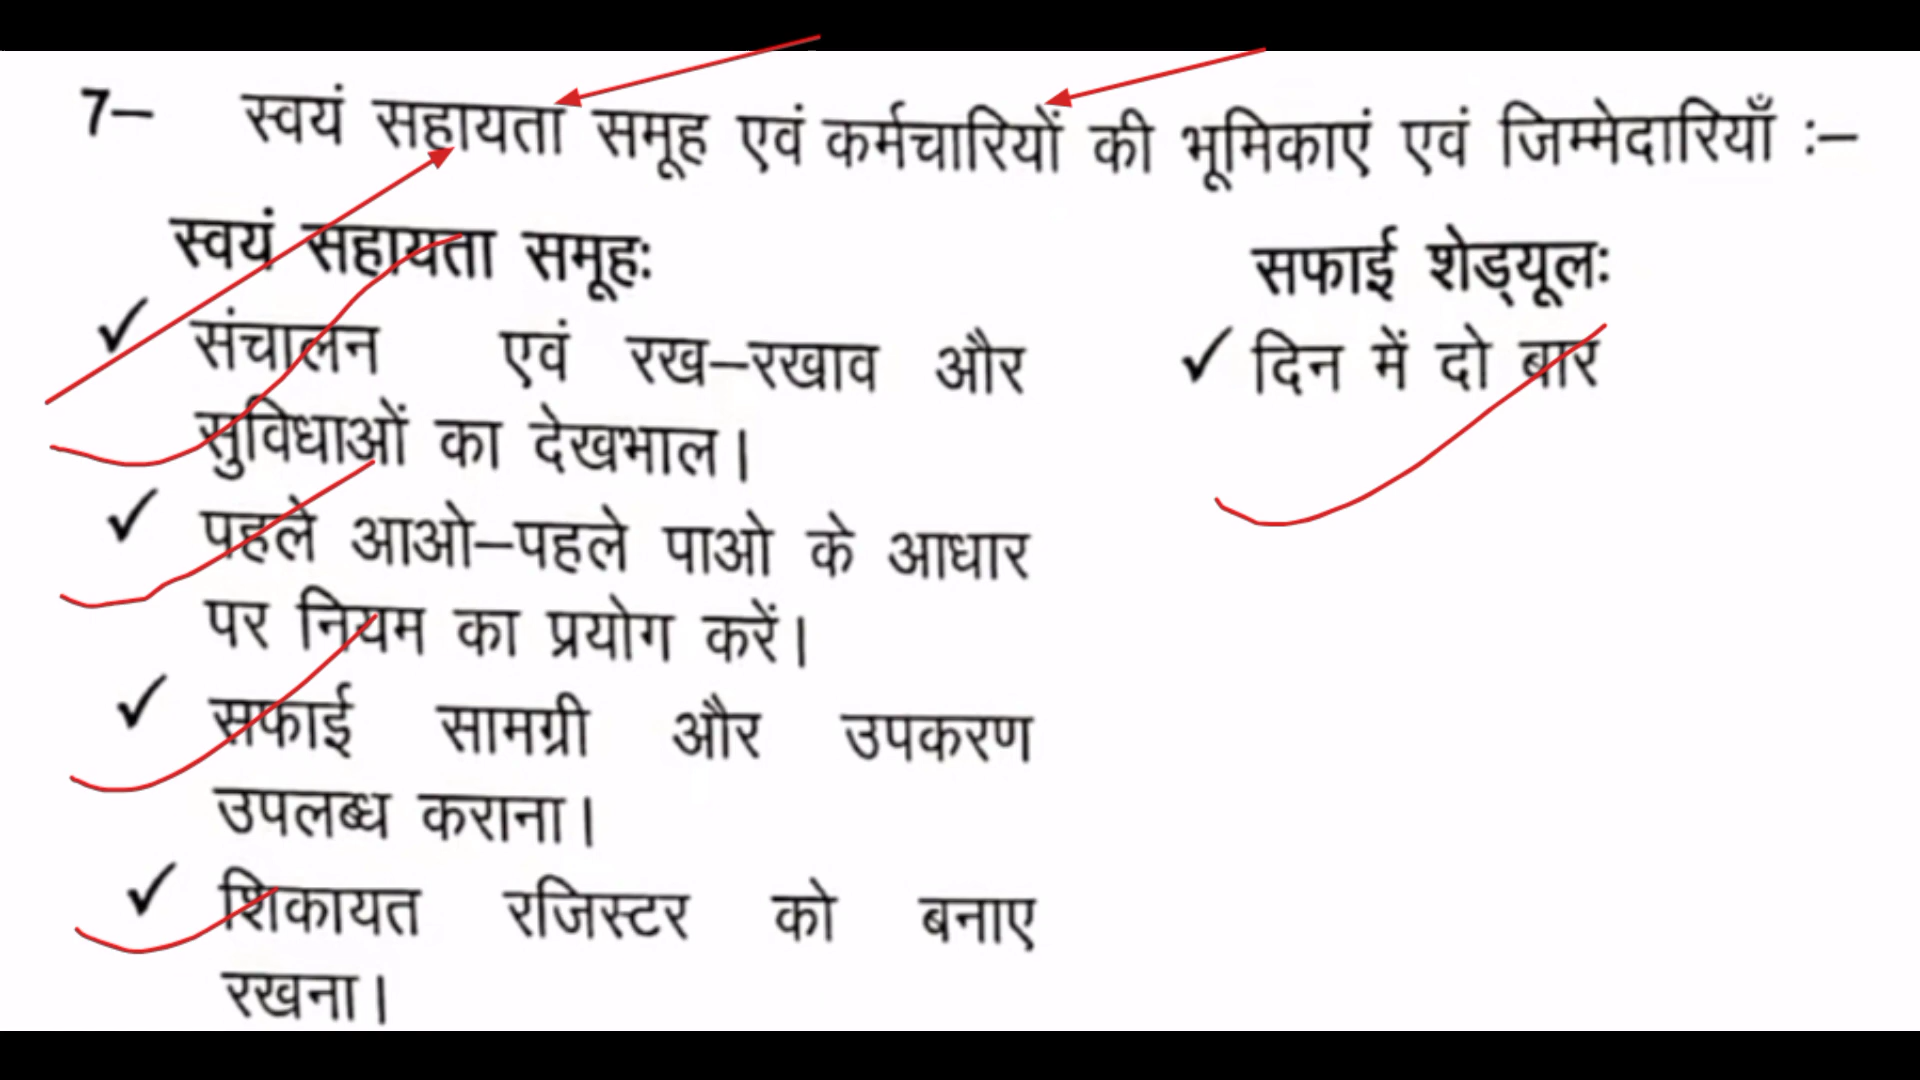 7– स्वयं सहायता समूह एवं कर्मचारियों की भूमिकाएं एवं जिम्मेदारियाँ :–
स्वयं सहायता समूहः
✓ संचालन एवं रख–रखाव और
सुविधाओं का देखभाल।
✓ पहले आओ–पहले पाओ के आधार
पर नियम का प्रयोग करें।
✓ सफाई सामग्री और उपकरण
उपलब्ध कराना।
✓ शिकायत रजिस्टर को बनाए
रखना।
सफाई शेड्यूलः
✓ दिन में दो बार